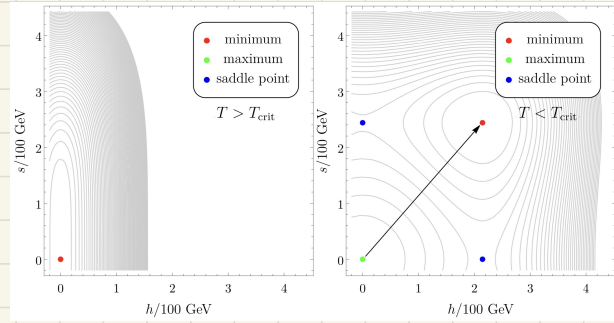 minimum
maximum
saddle point
T > T_crit
4
3
2
1
0
s/100 GeV
0 1 2 3 4
h/100 GeV
minimum
maximum
saddle point
T < T_crit
4
3
2
1
0
s/100 GeV
0 1 2 3 4
h/100 GeV